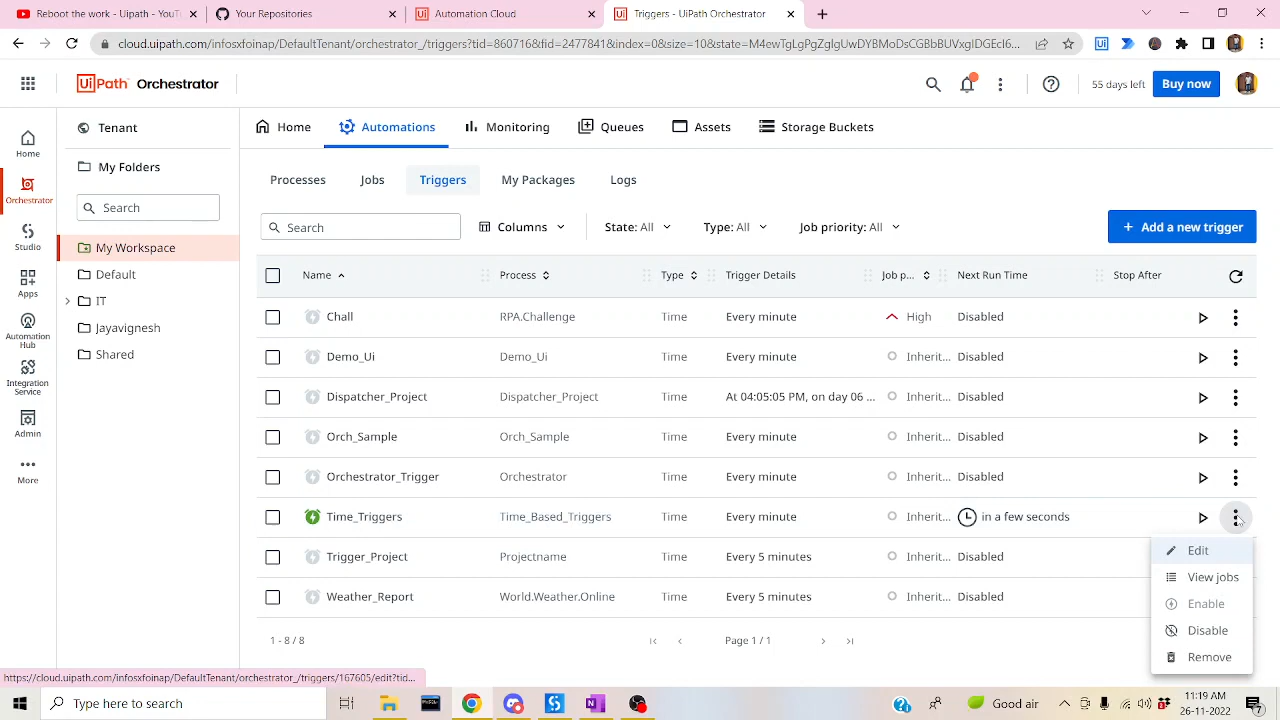 Reboot the work - Uipath - YouT
Your Repositories
Automation Cloud
Triggers - UiPath Orchestrator
cloud.uipath.com/infosxfoinap/DefaultTenant/orchestrator_/triggers?tid=860716&fid=2477841&index=0&size=10&state=M4ewTgLgPgZglgUwDYBMoDsCGBbBUVxglDGEcI6...
UiPath Orchestrator
55 days left
Buy now
Home
Orchestrator
Studio
Apps
Automation Hub
Integration Service
Admin
More
Tenant
My Folders
Search
My Workspace
Default
IT
Jayavignesh
Shared
Home
Automations
Monitoring
Queues
Assets
Storage Buckets
Processes
Jobs
Triggers
My Packages
Logs
Search
Columns
State: All
Type: All
Job priority: All
+ Add a new trigger
Name Process Type Trigger Details Job p... Next Run Time Stop After
Chall RPA.Challenge Time Every minute High Disabled
Demo_Ui Demo_Ui Time Every minute Inherit... Disabled
Dispatcher_Project Dispatcher_Project Time At 04:05:05 PM, on day 06 ... Inherit... Disabled
Orch_Sample Orch_Sample Time Every minute Inherit... Disabled
Orchestrator_Trigger Orchestrator Time Every minute Inherit... Disabled
Time_Triggers Time_Based_Triggers Time Every minute Inherit... in a few seconds
Trigger_Project Projectname Time Every 5 minutes Inherit... Disabled
Weather_Report World.Weather.Online Time Every 5 minutes Inherit... Disabled
Edit
View jobs
Enable
Disable
Remove
1 - 8 / 8
Page 1 / 1
https://cloud.uipath.com/infosxfoinap/DefaultTenant/orchestrator_/triggers/167605/edit?tid...
Type here to search
Good air
11:19 AM
26-11-2022
7